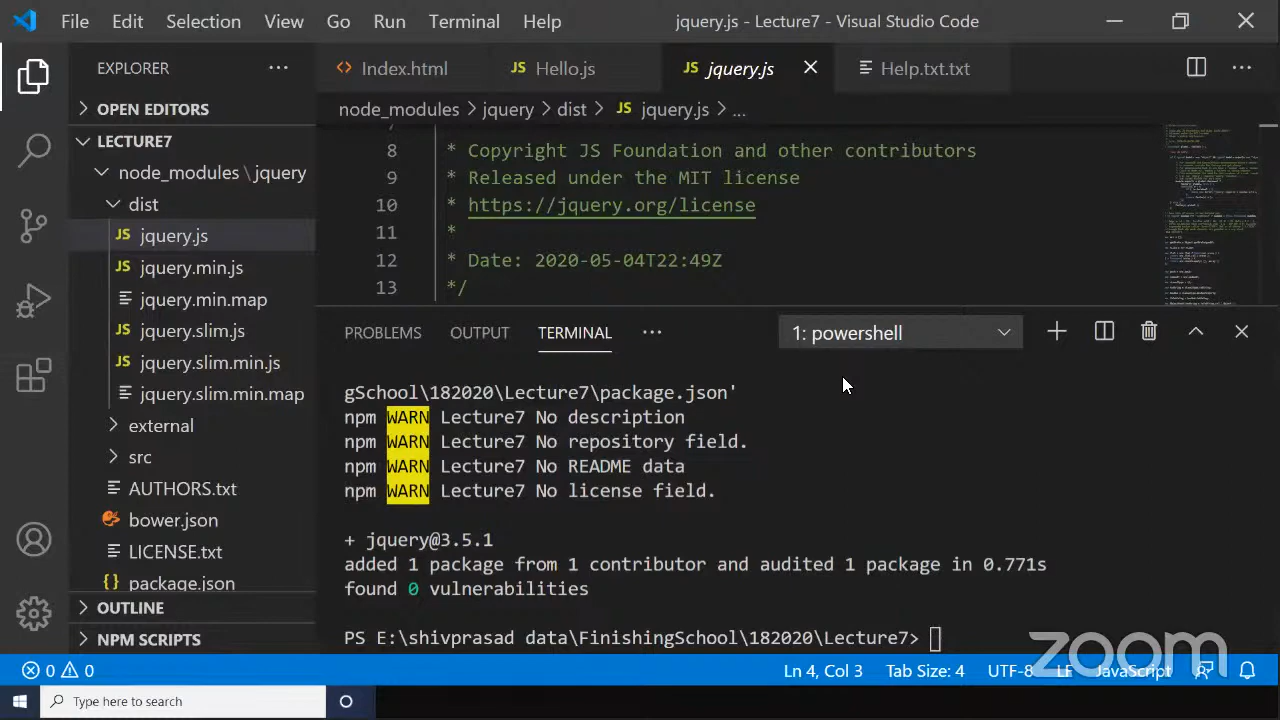 File Edit Selection View Go Run Terminal Help jquery.js - Lecture7 - Visual Studio Code
EXPLORER
OPEN EDITORS
LECTURE7
node_modules \ jquery
dist
JS jquery.js
JS jquery.min.js
jquery.min.map
JS jquery.slim.js
JS jquery.slim.min.js
jquery.slim.min.map
external
src
AUTHORS.txt
bower.json
LICENSE.txt
{} package.json
OUTLINE
NPM SCRIPTS
<> Index.html JS Hello.js JS jquery.js Help.txt.txt
node_modules > jquery > dist > JS jquery.js > ...
8 * Copyright JS Foundation and other contributors
9 * Released under the MIT license
10 * https://jquery.org/license
11 *
12 * Date: 2020-05-04T22:49Z
13 */
PROBLEMS OUTPUT TERMINAL ... 1: powershell
gSchool\182020\Lecture7\package.json'
npm WARN Lecture7 No description
npm WARN Lecture7 No repository field.
npm WARN Lecture7 No README data
npm WARN Lecture7 No license field.
+ jquery@3.5.1
added 1 package from 1 contributor and audited 1 package in 0.771s
found 0 vulnerabilities
PS E:\shivprasad data\FinishingSchool\182020\Lecture7>
zoom
0 0 Ln 4, Col 3 Tab Size: 4 UTF-8 LF JavaScript
Type here to search